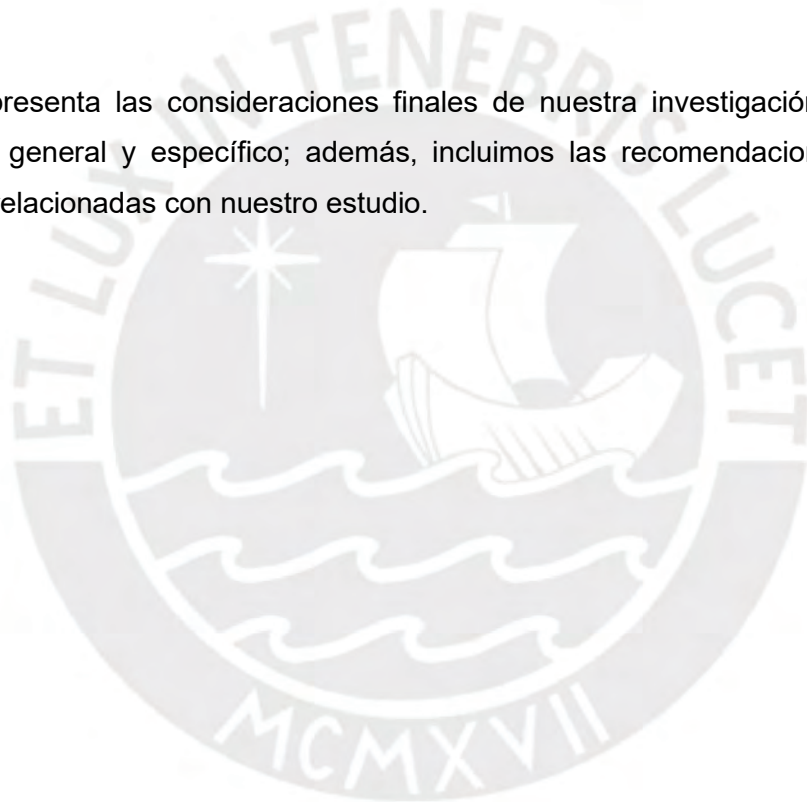 presenta las consideraciones finales de nuestra investigación
general y específico; además, incluimos las recomendacion
elacionadas con nuestro estudio.
ET LUX IN TENEBRIS LUCET
MCMXVII